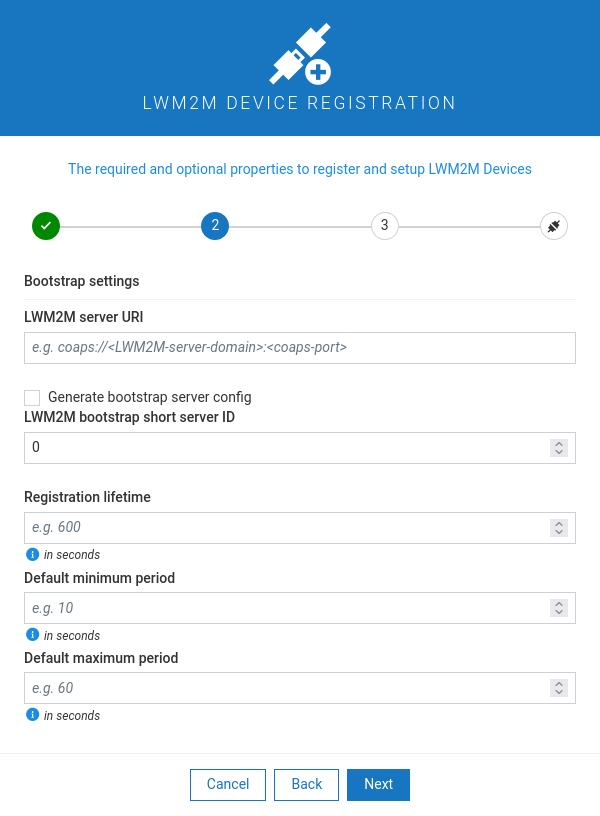 LWM2M DEVICE REGISTRATION
The required and optional properties to register and setup LWM2M Devices
2
3
Bootstrap settings
LWM2M server URI
e.g. coaps://<LWM2M-server-domain>:<coaps-port>
Generate bootstrap server config
LWM2M bootstrap short server ID
0
Registration lifetime
e.g. 600
in seconds
Default minimum period
e.g. 10
in seconds
Default maximum period
e.g. 60
in seconds
Cancel Back Next